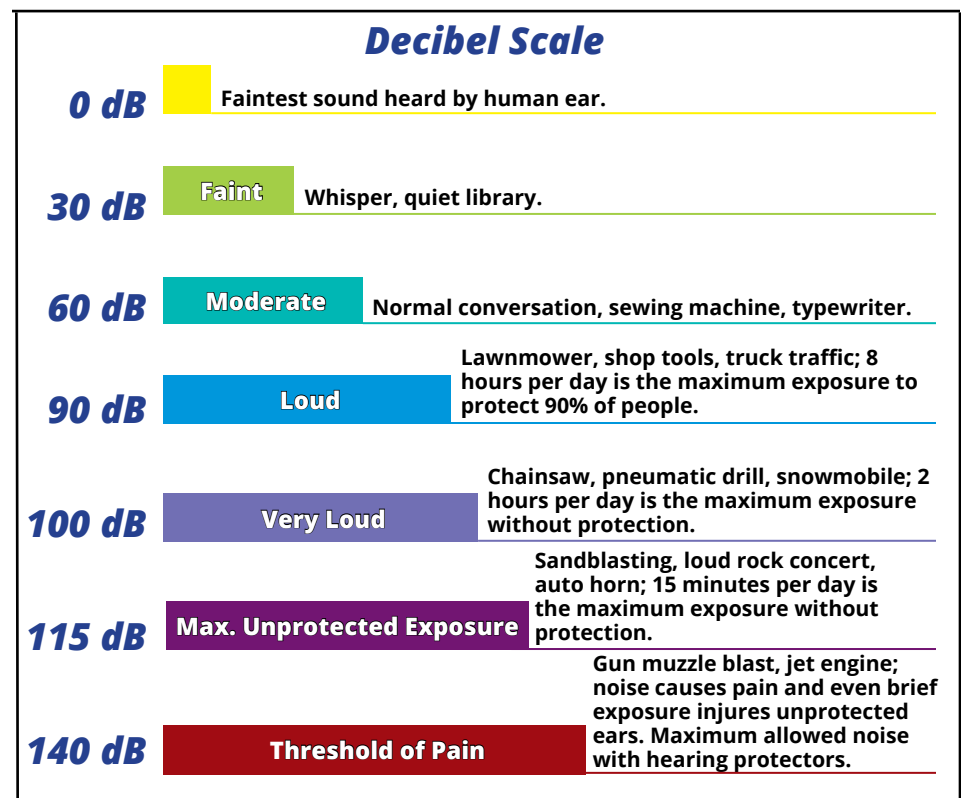 Decibel Scale
0 dB
Faintest sound heard by human ear.
30 dB
Faint
Whisper, quiet library.
60 dB
Moderate
Normal conversation, sewing machine, typewriter.
90 dB
Loud
Lawnmower, shop tools, truck traffic; 8
hours per day is the maximum exposure to
protect 90% of people.
100 dB
Very Loud
Chainsaw, pneumatic drill, snowmobile; 2
hours per day is the maximum exposure
without protection.
115 dB
Max. Unprotected Exposure
Sandblasting, loud rock concert,
auto horn; 15 minutes per day is
the maximum exposure without
protection.
140 dB
Threshold of Pain
Gun muzzle blast, jet engine;
noise causes pain and even brief
exposure injures unprotected
ears. Maximum allowed noise
with hearing protectors.